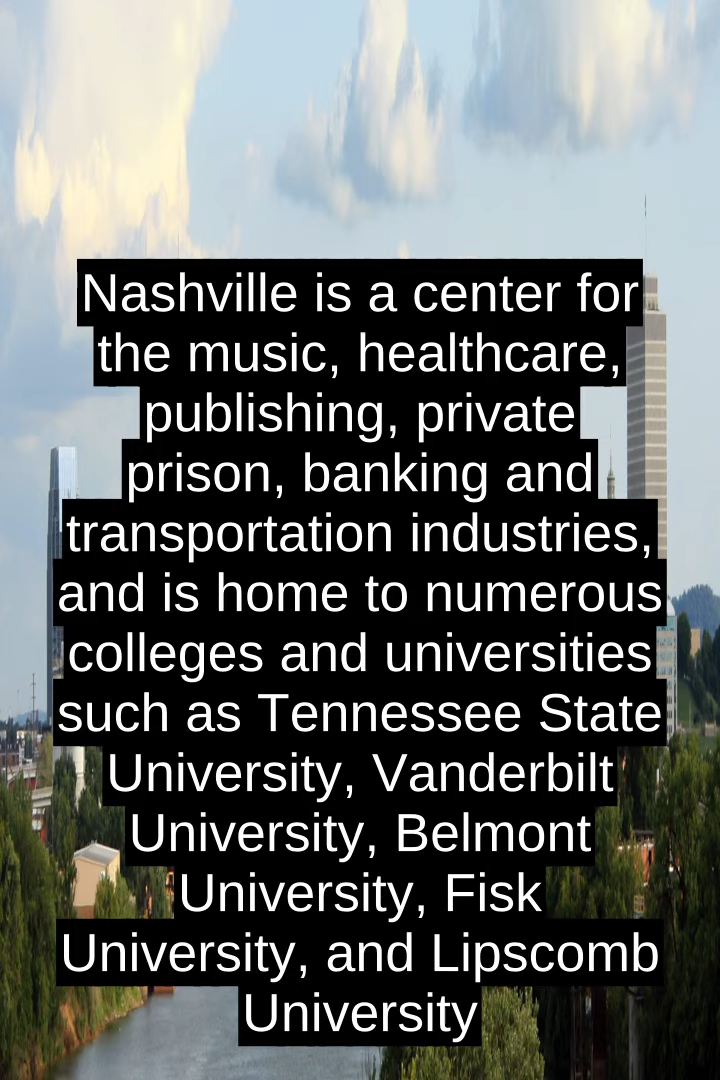 Nashville is a center for
the music, healthcare,
publishing, private
prison, banking and
transportation industries,
and is home to numerous
colleges and universities
such as Tennessee State
University, Vanderbilt
University, Belmont
University, Fisk
University, and Lipscomb
University